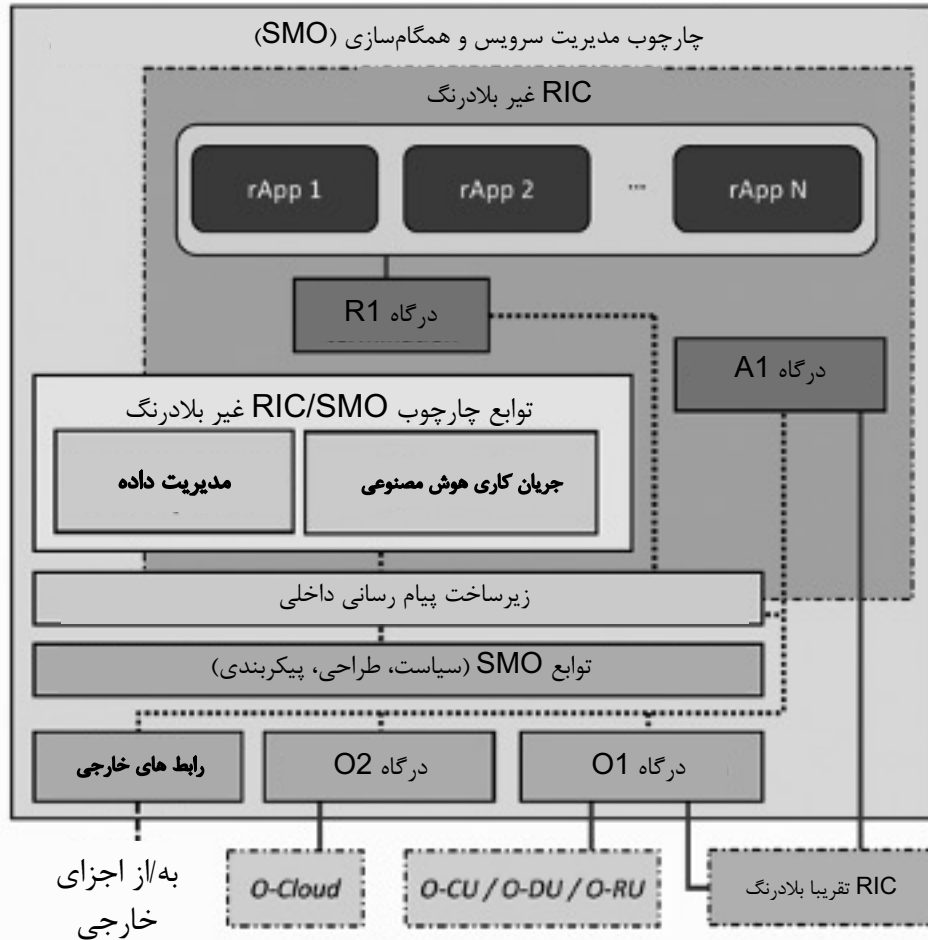 چارچوب مدیریت سرویس و همگام‌سازی (SMO)
RIC غیر بلادرنگ
rApp 1
rApp 2
...
rApp N
درگاه R1
درگاه A1
توابع چارچوب RIC/SMO غیر بلادرنگ
جریان کاری هوش مصنوعی
مدیریت داده
زیرساخت پیام رسانی داخلی
توابع SMO (سیاست، طراحی، پیکربندی)
رابط های خارجی
درگاه O2
درگاه O1
به/از اجزای
خارجی
O-Cloud
O-CU / O-DU / O-RU
RIC تقریبا بلادرنگ